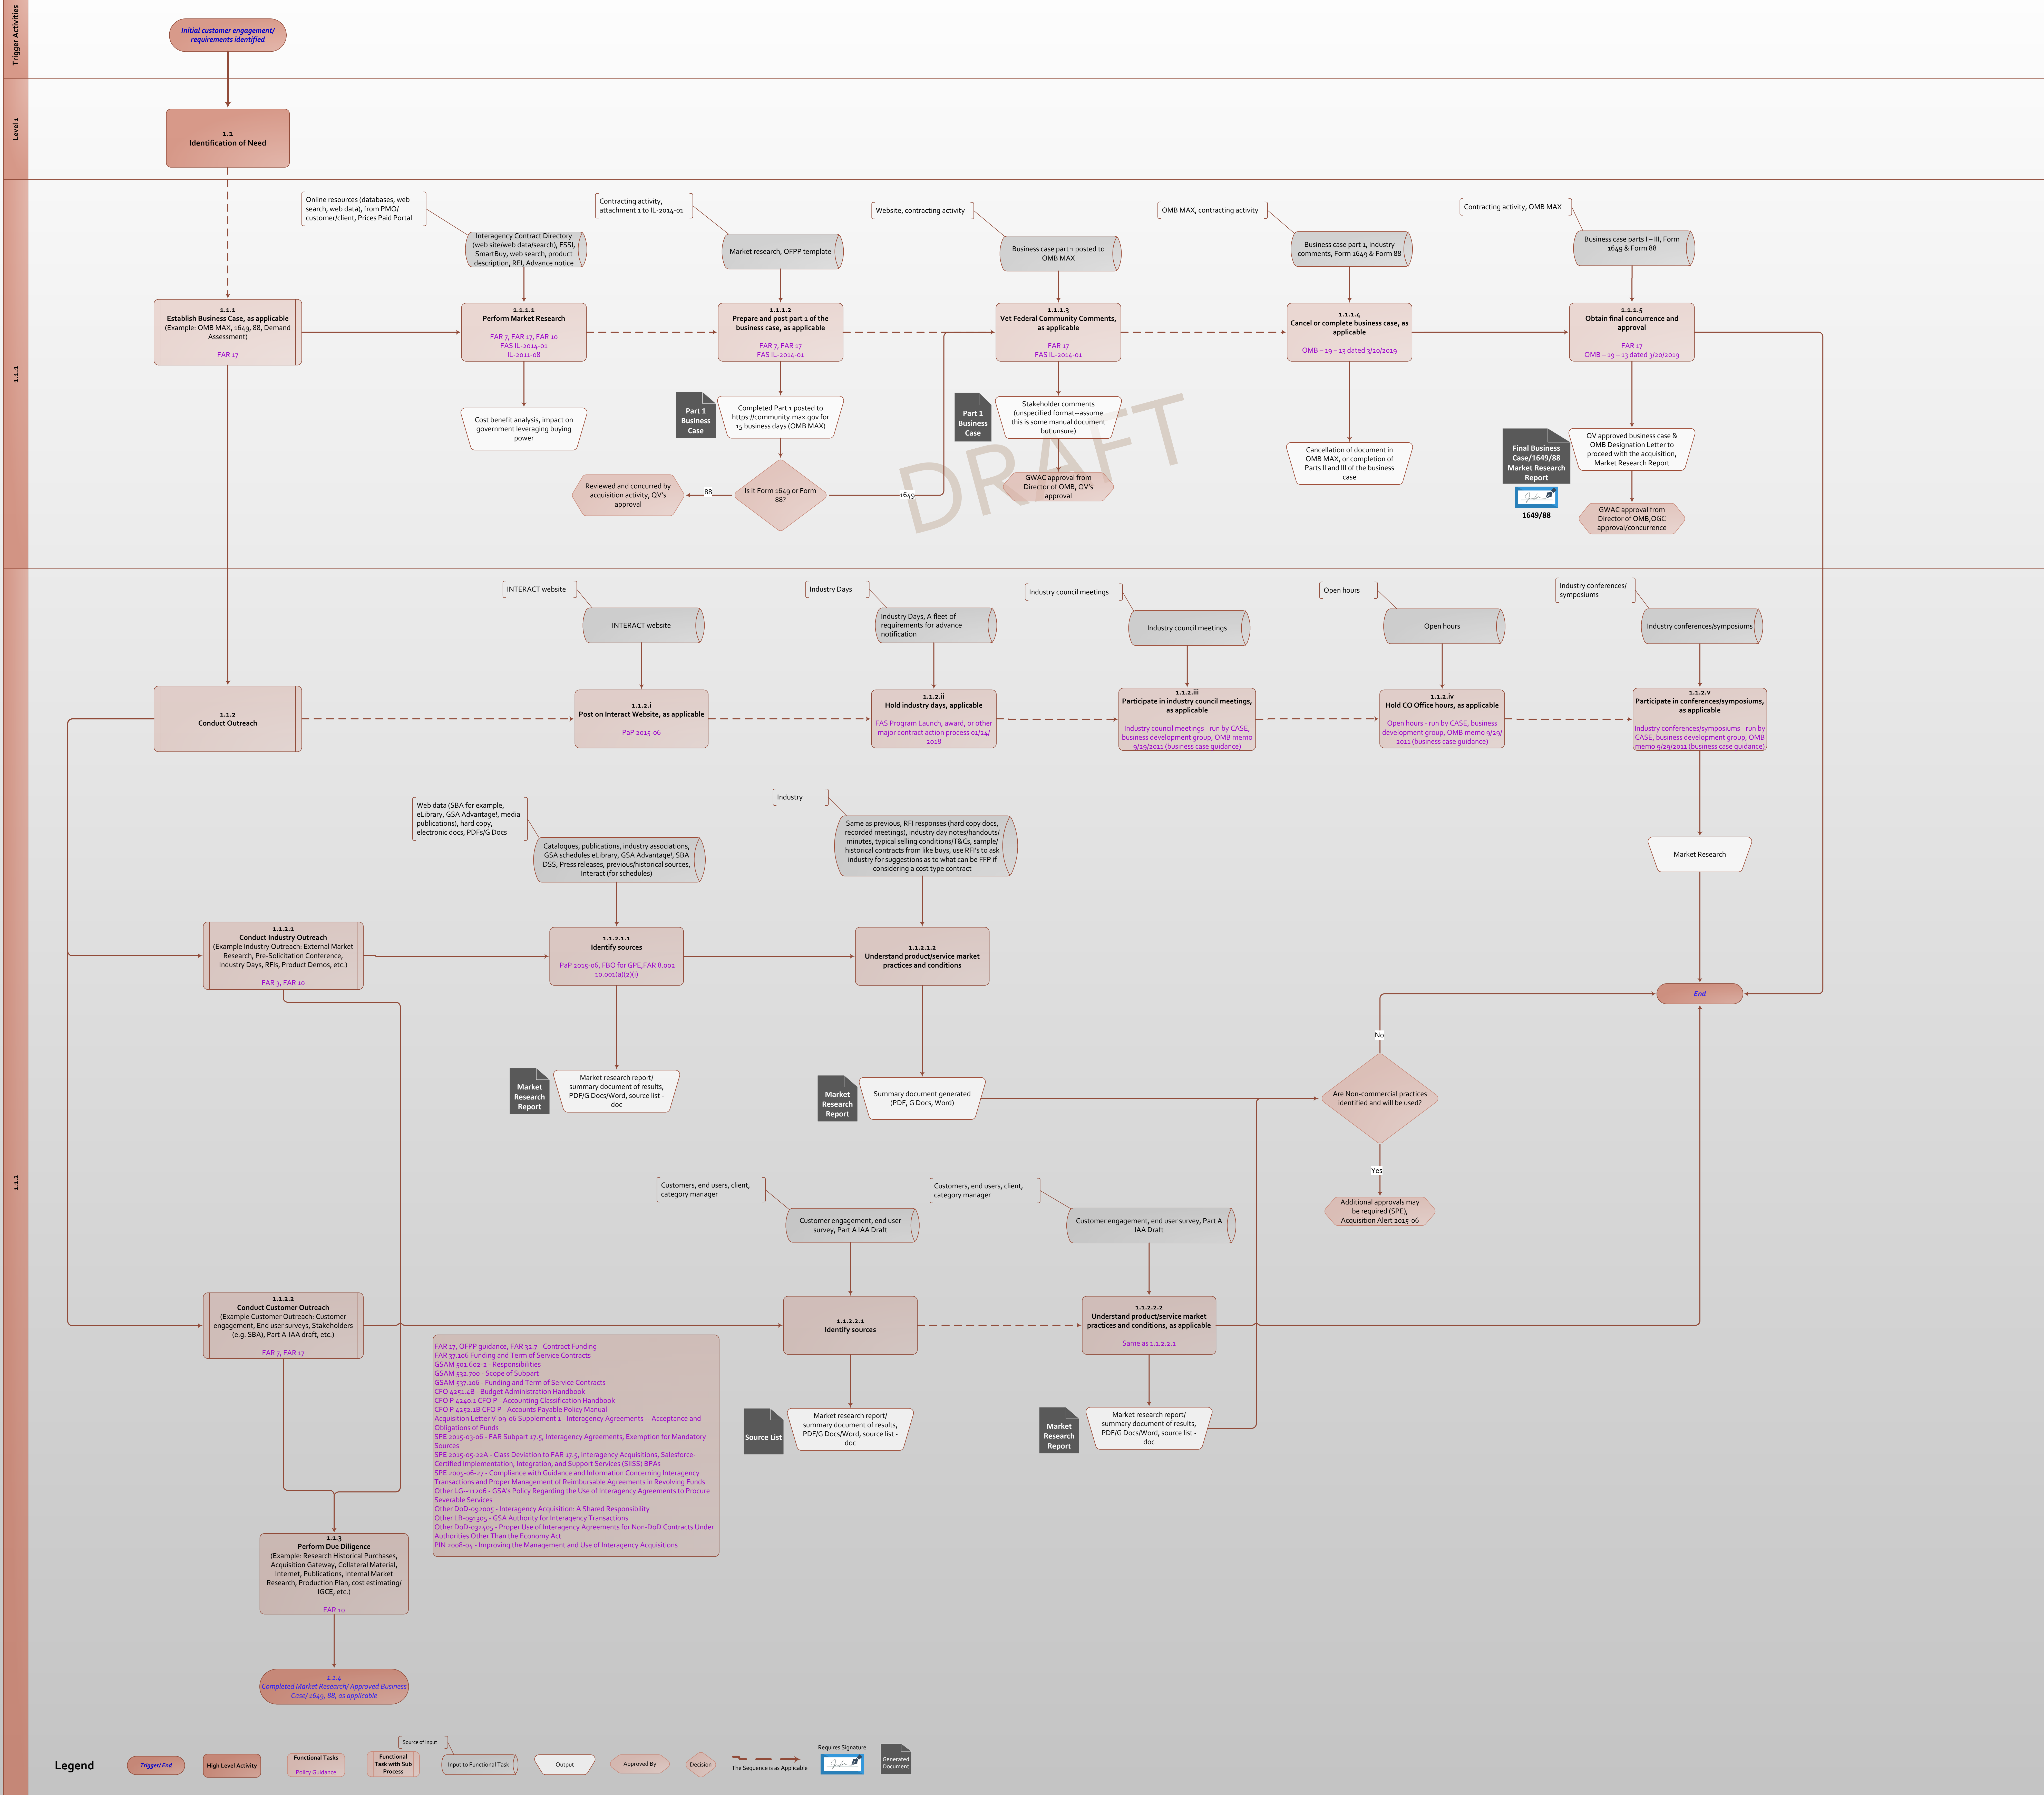 Trigger Activities
Initial customer engagement/
requirements identified
Level 1
1.1
Identification of Need
1.1.1
Online resources (databases, web
search, web data), from PMO/
customer/client, Prices Paid Portal
Interagency Contract Directory
(web site/web data/search), FSSI,
SmartBuy, web search, product
description, RFI, Advance notice
Contracting activity,
attachment 1 to IL-2014-01
Market research, OFPP template
Website, contracting activity
Business case part 1 posted to
OMB MAX
OMB MAX, contracting activity
Business case part 1, industry
comments, Form 1649 & Form 88
Contracting activity, OMB MAX
Business case parts I – III, Form
1649 & Form 88
1.1.1
Establish Business Case, as applicable
(Example: OMB MAX, 1649, 88, Demand
Assessment)
FAR 17
1.1.1.1
Perform Market Research
FAR 7, FAR 17, FAR 10
FAS IL-2014-01
IL-2011-08
1.1.1.2
Prepare and post part 1 of the
business case, as applicable
FAR 7, FAR 17
FAS IL-2014-01
1.1.1.3
Vet Federal Community Comments,
as applicable
FAR 17
FAS IL-2014-01
1.1.1.4
Cancel or complete business case, as
applicable
OMB – 19 – 13 dated 3/20/2019
1.1.1.5
Obtain final concurrence and
approval
FAR 17
OMB – 19 – 13 dated 3/20/2019
Cost benefit analysis, impact on
government leveraging buying
power
Part 1
Business
Case
Completed Part 1 posted to
https://community.max.gov for
15 business days (OMB MAX)
Part 1
Business
Case
Stakeholder comments
(unspecified format--assume
this is some manual document
but unsure)
Cancellation of document in
OMB MAX, or completion of
Parts II and III of the business
case
Final Business
Case/1649/88
Market Research
Report
1649/88
QV approved business case &
OMB Designation Letter to
proceed with the acquisition,
Market Research Report
Reviewed and concurred by
acquisition activity, QV's
approval
88
Is it Form 1649 or Form
88?
1649
GWAC approval from
Director of OMB, QV's
approval
GWAC approval from
Director of OMB,OGC
approval/concurrence
DRAFT
1.1.2
INTERACT website
INTERACT website
Industry Days
Industry Days, A fleet of
requirements for advance
notification
Industry council meetings
Industry council meetings
Open hours
Open hours
Industry conferences/
symposiums
Industry conferences/symposiums
1.1.2
Conduct Outreach
1.1.2.i
Post on Interact Website, as applicable
PaP 2015-06
1.1.2.ii
Hold industry days, applicable
FAS Program Launch, award, or other
major contract action process 01/24/
2018
1.1.2.iii
Participate in industry council meetings,
as applicable
Industry council meetings - run by CASE,
business development group, OMB memo
9/29/2011 (business case guidance)
1.1.2.iv
Hold CO Office hours, as applicable
Open hours - run by CASE, business
development group, OMB memo 9/29/
2011 (business case guidance)
1.1.2.v
Participate in conferences/symposiums,
as applicable
Industry conferences/symposiums - run by
CASE, business development group, OMB
memo 9/29/2011 (business case guidance)
Web data (SBA for example,
eLibrary, GSA Advantage!, media
publications), hard copy,
electronic docs, PDFs/G Docs
Catalogues, publications, industry associations,
GSA schedules eLibrary, GSA Advantage!, SBA
DSS, Press releases, previous/historical sources,
Interact (for schedules)
Industry
Same as previous, RFI responses (hard copy docs,
recorded meetings), industry day notes/handouts/
minutes, typical selling conditions/T&Cs, sample/
historical contracts from like buys, use RFI's to ask
industry for suggestions as to what can be FFP if
considering a cost type contract
Market Research
1.1.2.1
Conduct Industry Outreach
(Example Industry Outreach: External Market
Research, Pre-Solicitation Conference,
Industry Days, RFIs, Product Demos, etc.)
FAR 3, FAR 10
1.1.2.1.1
Identify sources
PaP 2015-06, FBO for GPE,FAR 8.002
10.001(a)(2)(i)
1.1.2.1.2
Understand product/service market
practices and conditions
End
No
Market
Research
Report
Market research report/
summary document of results,
PDF/G Docs/Word, source list -
doc
Market
Research
Report
Summary document generated
(PDF, G Docs, Word)
Are Non-commercial practices
identified and will be used?
Yes
Additional approvals may
be required (SPE),
Acquisition Alert 2015-06
Customers, end users, client,
category manager
Customer engagement, end user
survey, Part A IAA Draft
Customers, end users, client,
category manager
Customer engagement, end user survey, Part A
IAA Draft
1.1.2.2
Conduct Customer Outreach
(Example Customer Outreach: Customer
engagement, End user surveys, Stakeholders
(e.g. SBA), Part A-IAA draft, etc.)
FAR 7, FAR 17
1.1.2.2.1
Identify sources
1.1.2.2.2
Understand product/service market
practices and conditions, as applicable
Same as 1.1.2.2.1
FAR 17, OFPP guidance, FAR 32.7 - Contract Funding
FAR 37.106 Funding and Term of Service Contracts
GSAM 501.602-2 - Responsibilities
GSAM 532.700 - Scope of Subpart
GSAM 537.106 - Funding and Term of Service Contracts
CFO 4251.4B - Budget Administration Handbook
CFO P 4240.1 CFO P - Accounting Classification Handbook
CFO P 4252.1B CFO P - Accounts Payable Policy Manual
Acquisition Letter V-09-06 Supplement 1 - Interagency Agreements -- Acceptance and
Obligations of Funds
SPE 2015-03-06 - FAR Subpart 17.5, Interagency Agreements, Exemption for Mandatory
Sources
SPE 2015-05-22A - Class Deviation to FAR 17.5, Interagency Acquisitions, Salesforce-
Certified Implementation, Integration, and Support Services (SIISS) BPAs
SPE 2005-06-27 - Compliance with Guidance and Information Concerning Interagency
Transactions and Proper Management of Reimbursable Agreements in Revolving Funds
Other LG--11206 - GSA's Policy Regarding the Use of Interagency Agreements to Procure
Severable Services
Other DoD-092005 - Interagency Acquisition: A Shared Responsibility
Other LB-091305 - GSA Authority for Interagency Transactions
Other DoD-032405 - Proper Use of Interagency Agreements for Non-DoD Contracts Under
Authorities Other Than the Economy Act
PIN 2008-04 - Improving the Management and Use of Interagency Acquisitions
Source List
Market research report/
summary document of results,
PDF/G Docs/Word, source list -
doc
Market
Research
Report
Market research report/
summary document of results,
PDF/G Docs/Word, source list -
doc
1.1.3
Perform Due Diligence
(Example: Research Historical Purchases,
Acquisition Gateway, Collateral Material,
Internet, Publications, Internal Market
Research, Production Plan, cost estimating/
IGCE, etc.)
FAR 10
1.1.4
Completed Market Research/ Approved Business
Case/ 1649, 88, as applicable
Legend
Trigger/ End
High Level Activity
Functional Tasks
Policy Guidance
Functional
Task with Sub
Process
Source of Input
Input to Functional Task
Output
Approved By
Decision
The Sequence is as Applicable
Requires Signature
Generated
Document